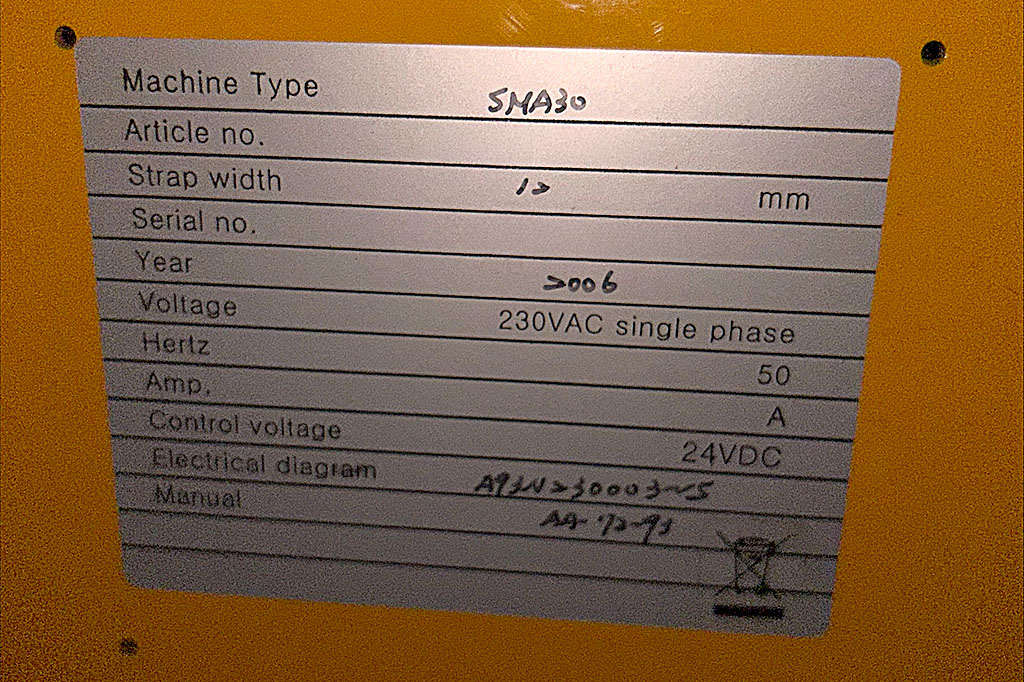 Machine Type SMA30
Article no.
Strap width 12 mm
Serial no.
Year 2006
Voltage 230VAC single phase
Hertz 50
Amp. A
Control voltage 24VDC
Electrical diagram
Manual